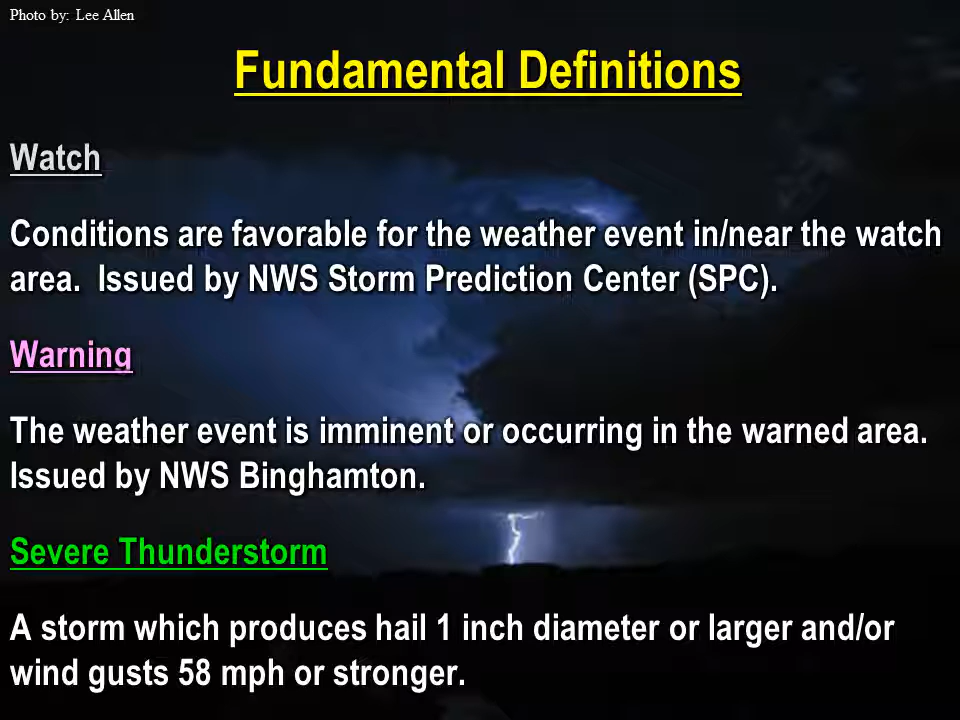 Photo by: Lee Allen
Fundamental Definitions
Watch
Conditions are favorable for the weather event in/near the watch
area.  Issued by NWS Storm Prediction Center (SPC).
Warning
The weather event is imminent or occurring in the warned area.
Issued by NWS Binghamton.
Severe Thunderstorm
A storm which produces hail 1 inch diameter or larger and/or
wind gusts 58 mph or stronger.